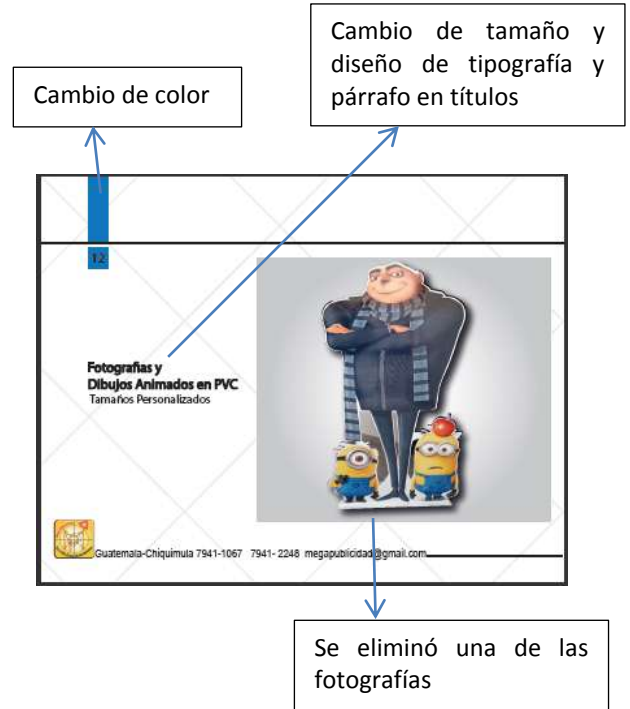 Cambio de tamaño y
diseño de tipografía y
párrafo en títulos
Cambio de color
12
Fotografías y
Dibujos Animados en PVC
Tamaños Personalizados
Guatemala-Chiquimula 7941-1067 7941- 2248 megapublicidad@gmail.com
Se eliminó una de las
fotografías